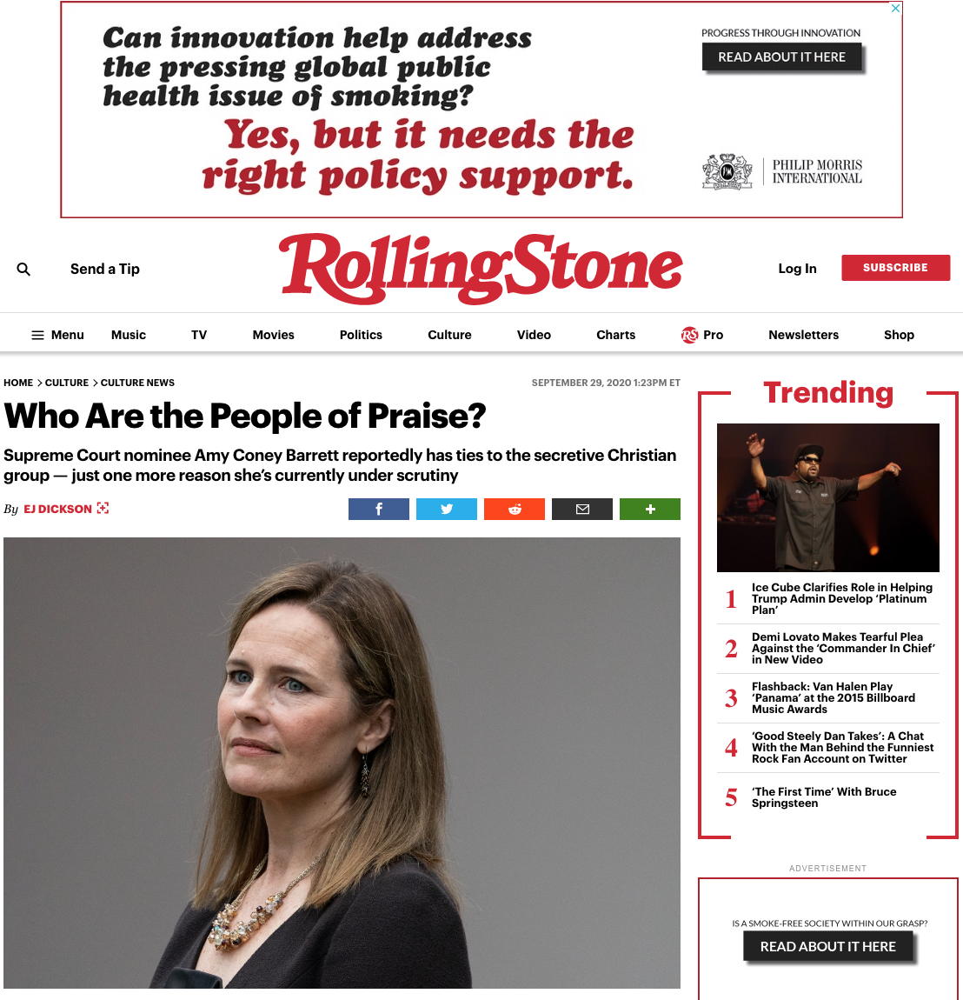 Can innovation help address
the pressing global public
health issue of smoking?
Yes, but it needs the
right policy support.
PROGRESS THROUGH INNOVATION
READ ABOUT IT HERE
PHILIP MORRIS
INTERNATIONAL
Send a Tip
RollingStone
Log In
SUBSCRIBE
Menu
Music
TV
Movies
Politics
Culture
Video
Charts
RS Pro
Newsletters
Shop
HOME > CULTURE > CULTURE NEWS
SEPTEMBER 29, 2020 1:23PM ET
Who Are the People of Praise?
Supreme Court nominee Amy Coney Barrett reportedly has ties to the secretive Christian
group — just one more reason she’s currently under scrutiny
By EJ DICKSON
Trending
1
Ice Cube Clarifies Role in Helping
Trump Admin Develop ‘Platinum
Plan’
2
Demi Lovato Makes Tearful Plea
Against the ‘Commander In Chief’
in New Video
3
Flashback: Van Halen Play
‘Panama’ at the 2015 Billboard
Music Awards
4
‘Good Steely Dan Takes’: A Chat
With the Man Behind the Funniest
Rock Fan Account on Twitter
5
‘The First Time’ With Bruce
Springsteen
ADVERTISEMENT
IS A SMOKE-FREE SOCIETY WITHIN OUR GRASP?
READ ABOUT IT HERE